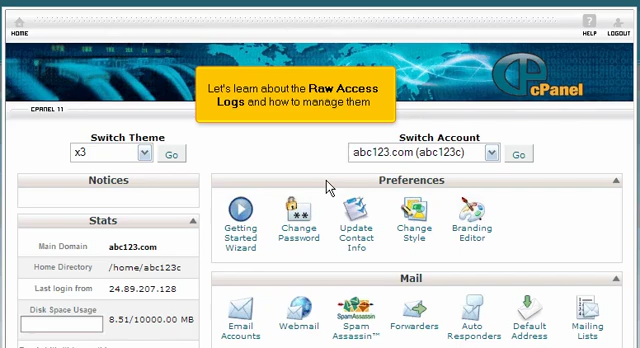 HOME
HELP
LOGOUT
Let's learn about the Raw Access
Logs and how to manage them
cPanel
CPANEL 11
Switch Theme
x3
Go
Switch Account
abc123.com (abc123c)
Go
Notices
Stats
Main Domain abc123.com
Home Directory /home/abc123c
Last login from 24.89.207.128
Disk Space Usage
8.51/10000.00 MB
Preferences
Getting Started Wizard
Change Password
Update Contact Info
Change Style
Branding Editor
Mail
SpamAssassin
Email Accounts
Webmail
Spam Assassin™
Forwarders
Auto Responders
Default Address
Mailing Lists